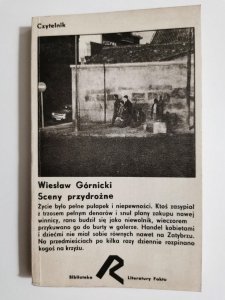 Czytelnik
Wiesław Górnicki
Sceny przydrożne
Życie było pełne pułapek i niepewności. Ktoś zasypiał
z trzosem pełnym denarów i snuł plany zakupu nowej
winnicy, rano budził się jako niewolnik, wieczorem
przykuwano go do burty w galerze. Handel kobietami
i dziećmi nie miał sobie równych nawet na Zatybrzu.
Na przedmieściach po kilka razy dziennie rozpinano
kogoś na krzyżu.
Biblioteka R Literatury Faktu